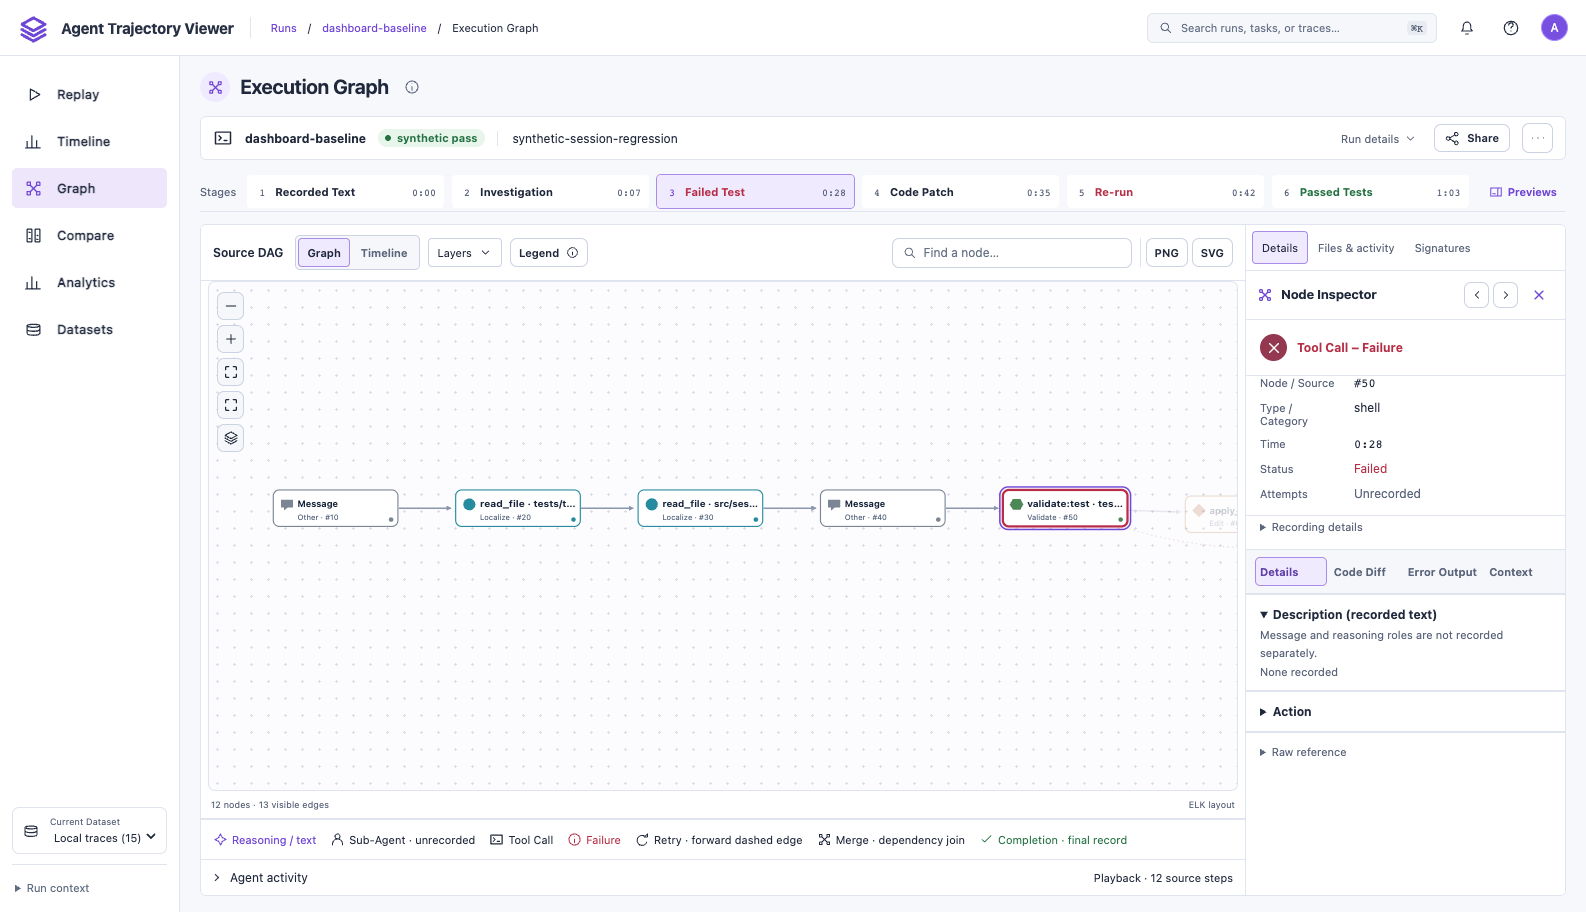 Agent Trajectory Viewer
Runs / dashboard-baseline / Execution Graph
Search runs, tasks, or traces... ⌘K
A
Replay
Timeline
Graph
Compare
Analytics
Datasets
Current Dataset
Local traces (15)
Run context
Execution Graph
dashboard-baseline synthetic pass synthetic-session-regression
Run details Share ...
Stages 1 Recorded Text 0:00 2 Investigation 0:07 3 Failed Test 0:28 4 Code Patch 0:35 5 Re-run 0:42 6 Passed Tests 1:03 Previews
Source DAG Graph Timeline Layers Legend Find a node... PNG SVG
Message
Other · #10
read_file · tests/t...
Localize · #20
read_file · src/ses...
Localize · #30
Message
Other · #40
validate:test · tes...
Validate · #50
apply_
Edit · #
12 nodes · 13 visible edges ELK layout
Reasoning / text Sub-Agent · unrecorded Tool Call Failure Retry · forward dashed edge Merge · dependency join Completion · final record
Agent activity Playback · 12 source steps
Details Files & activity Signatures
Node Inspector
Tool Call – Failure
Node / Source #50
Type / Category shell
Time 0:28
Status Failed
Attempts Unrecorded
Recording details
Details Code Diff Error Output Context
Description (recorded text)
Message and reasoning roles are not recorded
separately.
None recorded
Action
Raw reference